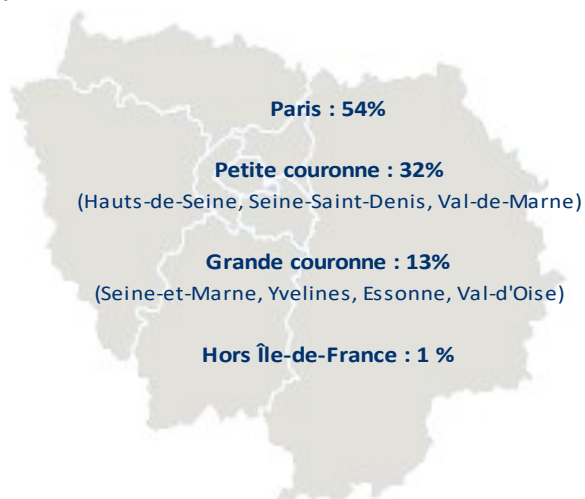 Paris : 54%
Petite couronne : 32%
(Hauts-de-Seine, Seine-Saint-Denis, Val-de-Marne)
Grande couronne : 13%
(Seine-et-Marne, Yvelines, Essonne, Val-d'Oise)
Hors Île-de-France : 1 %